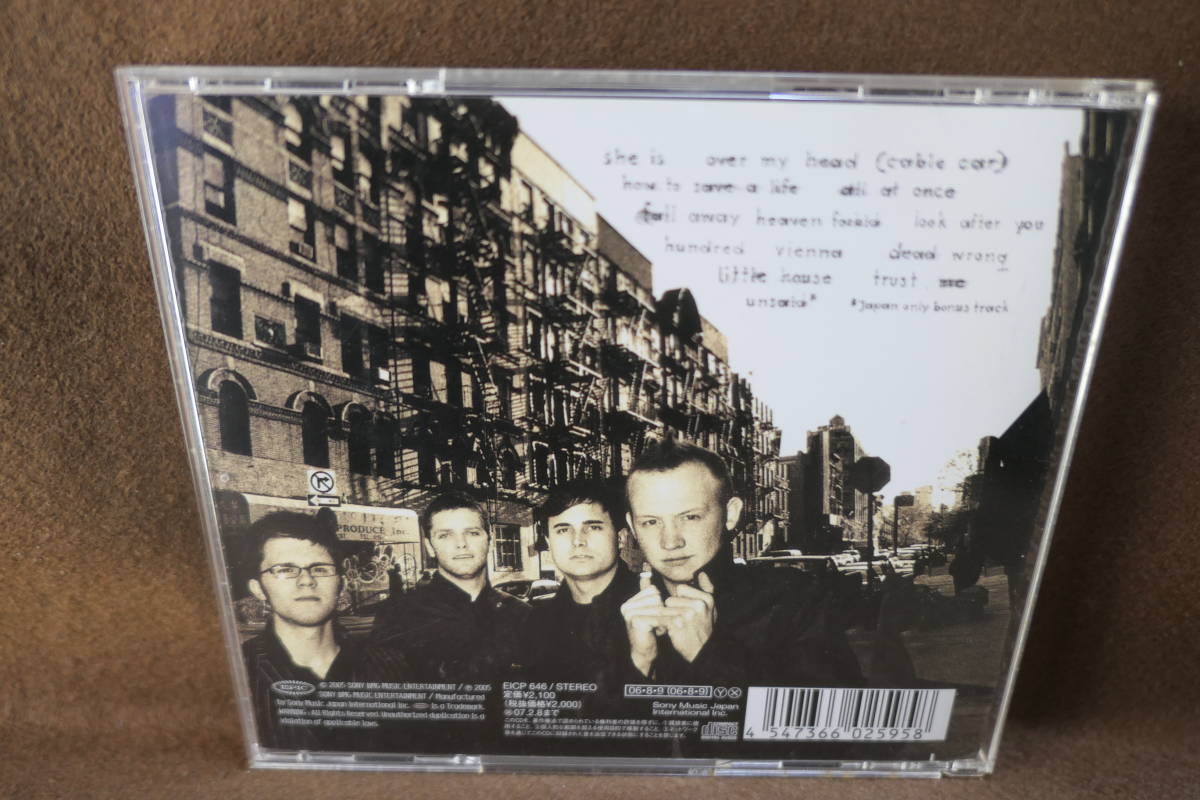 she is over my head (cable car)
how to save a life all at once
fall away heaven forbid look after you
hundred vienna dead wrong
little house trust me
unsaid* *Japan only bonus track
PRODUCE Inc.
EPIC
© 2005 SONY BMG MUSIC ENTERTAINMENT / ℗ 2005
SONY BMG MUSIC ENTERTAINMENT / Manufactured
by Sony Music Japan International Inc. is a Trademark.
WARNING : All Rights Reserved. Unauthorized duplication is a
violation of applicable laws.
EICP 646 / STEREO
定価¥2,100
(税抜価格¥2,000)
07.2.8まで
06・8・9 (06・8・9) Y X
Sony Music Japan
International Inc.
disc
4 547366 025958